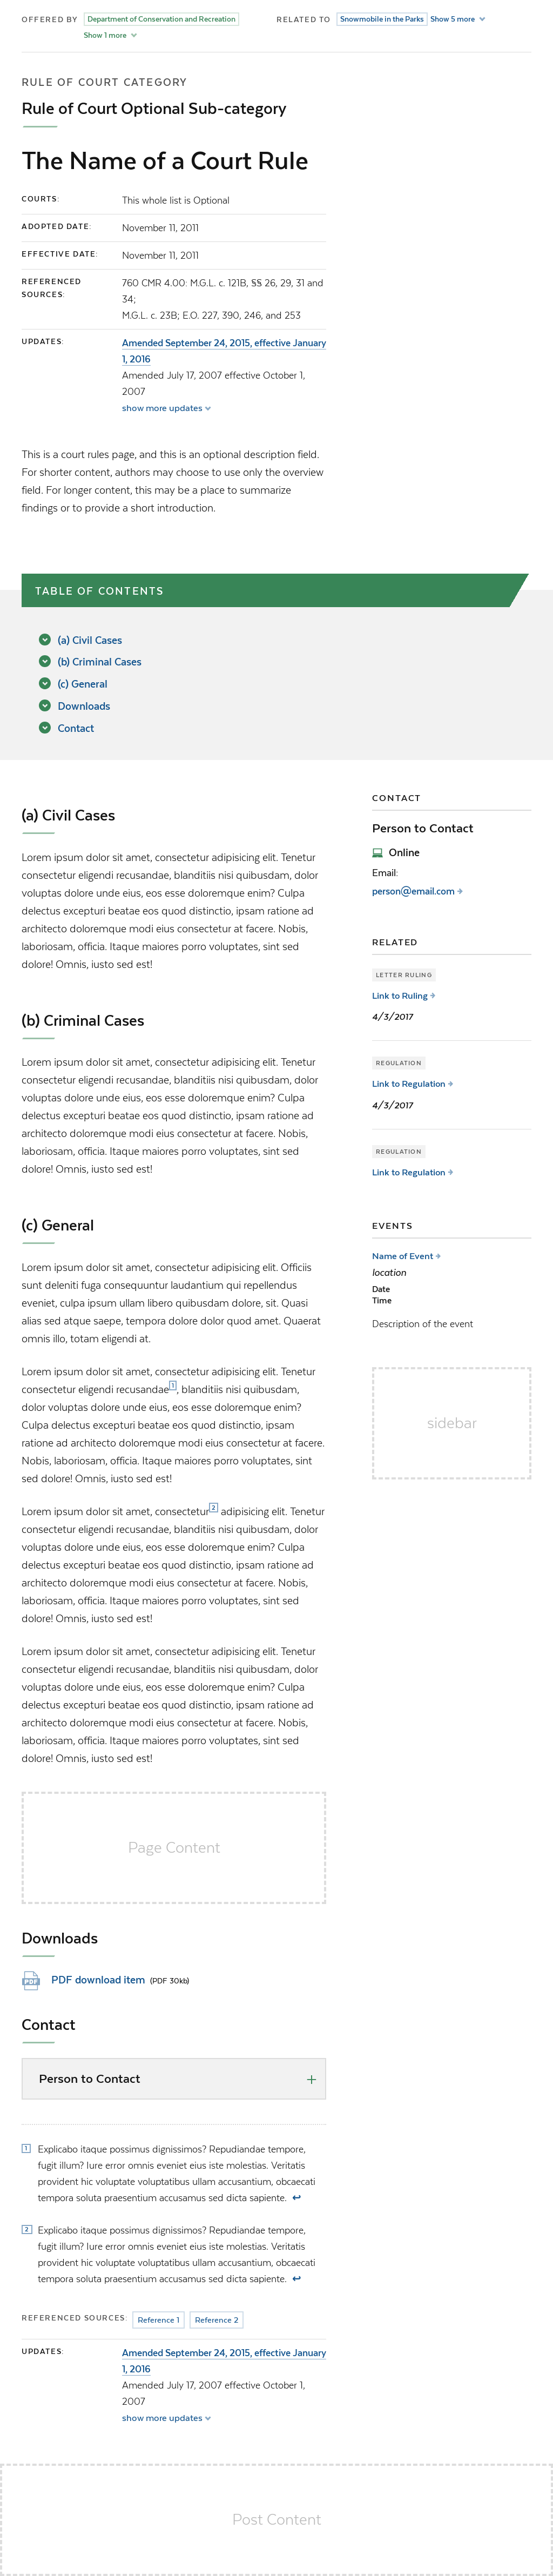 OFFERED BY Department of Conservation and Recreation
Show 1 more
RELATED TO Snowmobile in the Parks Show 5 more
RULE OF COURT CATEGORY
Rule of Court Optional Sub-category
The Name of a Court Rule
COURTS: This whole list is Optional
ADOPTED DATE: November 11, 2011
EFFECTIVE DATE: November 11, 2011
REFERENCED SOURCES: 760 CMR 4.00: M.G.L. c. 121B, §§ 26, 29, 31 and
34;
M.G.L. c. 23B; E.O. 227, 390, 246, and 253
UPDATES: Amended September 24, 2015, effective January
1, 2016
Amended July 17, 2007 effective October 1,
2007
show more updates
This is a court rules page, and this is an optional description field.
For shorter content, authors may choose to use only the overview
field. For longer content, this may be a place to summarize
findings or to provide a short introduction.
TABLE OF CONTENTS
(a) Civil Cases
(b) Criminal Cases
(c) General
Downloads
Contact
(a) Civil Cases
Lorem ipsum dolor sit amet, consectetur adipisicing elit. Tenetur
consectetur eligendi recusandae, blanditiis nisi quibusdam, dolor
voluptas dolore unde eius, eos esse doloremque enim? Culpa
delectus excepturi beatae eos quod distinctio, ipsam ratione ad
architecto doloremque modi eius consectetur at facere. Nobis,
laboriosam, officia. Itaque maiores porro voluptates, sint sed
dolore! Omnis, iusto sed est!
(b) Criminal Cases
Lorem ipsum dolor sit amet, consectetur adipisicing elit. Tenetur
consectetur eligendi recusandae, blanditiis nisi quibusdam, dolor
voluptas dolore unde eius, eos esse doloremque enim? Culpa
delectus excepturi beatae eos quod distinctio, ipsam ratione ad
architecto doloremque modi eius consectetur at facere. Nobis,
laboriosam, officia. Itaque maiores porro voluptates, sint sed
dolore! Omnis, iusto sed est!
(c) General
Lorem ipsum dolor sit amet, consectetur adipisicing elit. Officiis
sunt deleniti fuga consequuntur laudantium qui repellendus
eveniet, culpa ipsum ullam libero quibusdam dolore, sit. Quasi
alias sed atque saepe, tempora dolore dolor quod amet. Quaerat
omnis illo, totam eligendi at.
Lorem ipsum dolor sit amet, consectetur adipisicing elit. Tenetur
consectetur eligendi recusandae1, blanditiis nisi quibusdam,
dolor voluptas dolore unde eius, eos esse doloremque enim?
Culpa delectus excepturi beatae eos quod distinctio, ipsam
ratione ad architecto doloremque modi eius consectetur at facere.
Nobis, laboriosam, officia. Itaque maiores porro voluptates, sint
sed dolore! Omnis, iusto sed est!
Lorem ipsum dolor sit amet, consectetur2 adipisicing elit. Tenetur
consectetur eligendi recusandae, blanditiis nisi quibusdam, dolor
voluptas dolore unde eius, eos esse doloremque enim? Culpa
delectus excepturi beatae eos quod distinctio, ipsam ratione ad
architecto doloremque modi eius consectetur at facere. Nobis,
laboriosam, officia. Itaque maiores porro voluptates, sint sed
dolore! Omnis, iusto sed est!
Lorem ipsum dolor sit amet, consectetur adipisicing elit. Tenetur
consectetur eligendi recusandae, blanditiis nisi quibusdam, dolor
voluptas dolore unde eius, eos esse doloremque enim? Culpa
delectus excepturi beatae eos quod distinctio, ipsam ratione ad
architecto doloremque modi eius consectetur at facere. Nobis,
laboriosam, officia. Itaque maiores porro voluptates, sint sed
dolore! Omnis, iusto sed est!
Page Content
Downloads
PDF
PDF download item (PDF 30kb)
Contact
Person to Contact
1 Explicabo itaque possimus dignissimos? Repudiandae tempore,
fugit illum? Iure error omnis eveniet eius iste molestias. Veritatis
provident hic voluptate voluptatibus ullam accusantium, obcaecati
tempora soluta praesentium accusamus sed dicta sapiente. ↩
2 Explicabo itaque possimus dignissimos? Repudiandae tempore,
fugit illum? Iure error omnis eveniet eius iste molestias. Veritatis
provident hic voluptate voluptatibus ullam accusantium, obcaecati
tempora soluta praesentium accusamus sed dicta sapiente. ↩
REFERENCED SOURCES: Reference 1 Reference 2
UPDATES: Amended September 24, 2015, effective January
1, 2016
Amended July 17, 2007 effective October 1,
2007
show more updates
CONTACT
Person to Contact
Online
Email:
person@email.com
RELATED
LETTER RULING
Link to Ruling
4/3/2017
REGULATION
Link to Regulation
4/3/2017
REGULATION
Link to Regulation
EVENTS
Name of Event
location
Date
Time
Description of the event
sidebar
Post Content